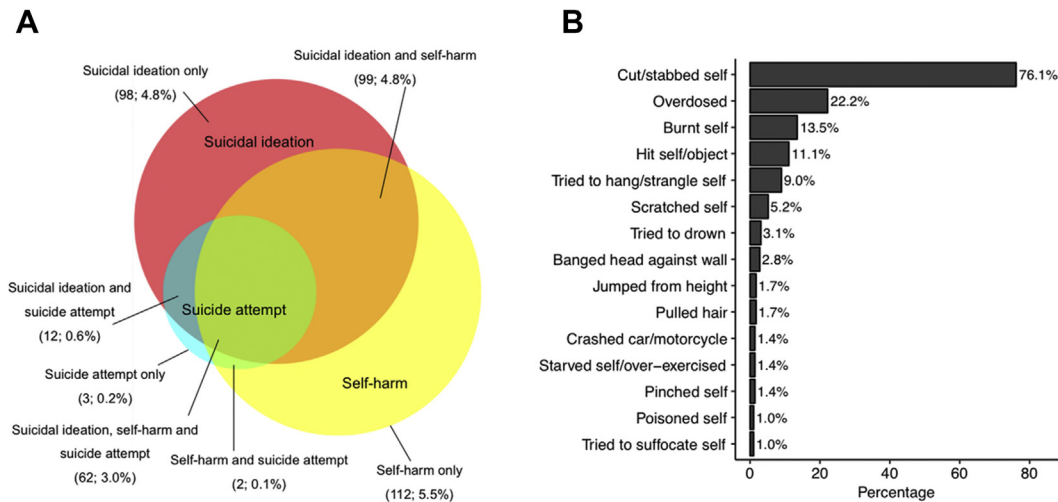 A
Suicidal ideation only
(98; 4.8%)
Suicidal ideation and self-harm
(99; 4.8%)
Suicidal ideation
Suicidal ideation and
suicide attempt
(12; 0.6%)
Suicide attempt
Suicide attempt only
(3; 0.2%)
Self-harm
Suicidal ideation, self-harm and
suicide attempt
(62; 3.0%)
Self-harm and suicide attempt
(2; 0.1%)
Self-harm only
(112; 5.5%)
B
Cut/stabbed self 76.1%
Overdosed 22.2%
Burnt self 13.5%
Hit self/object 11.1%
Tried to hang/strangle self 9.0%
Scratched self 5.2%
Tried to drown 3.1%
Banged head against wall 2.8%
Jumped from height 1.7%
Pulled hair 1.7%
Crashed car/motorcycle 1.4%
Starved self/over-exercised 1.4%
Pinched self 1.4%
Poisoned self 1.0%
Tried to suffocate self 1.0%
0 20 40 60 80
Percentage